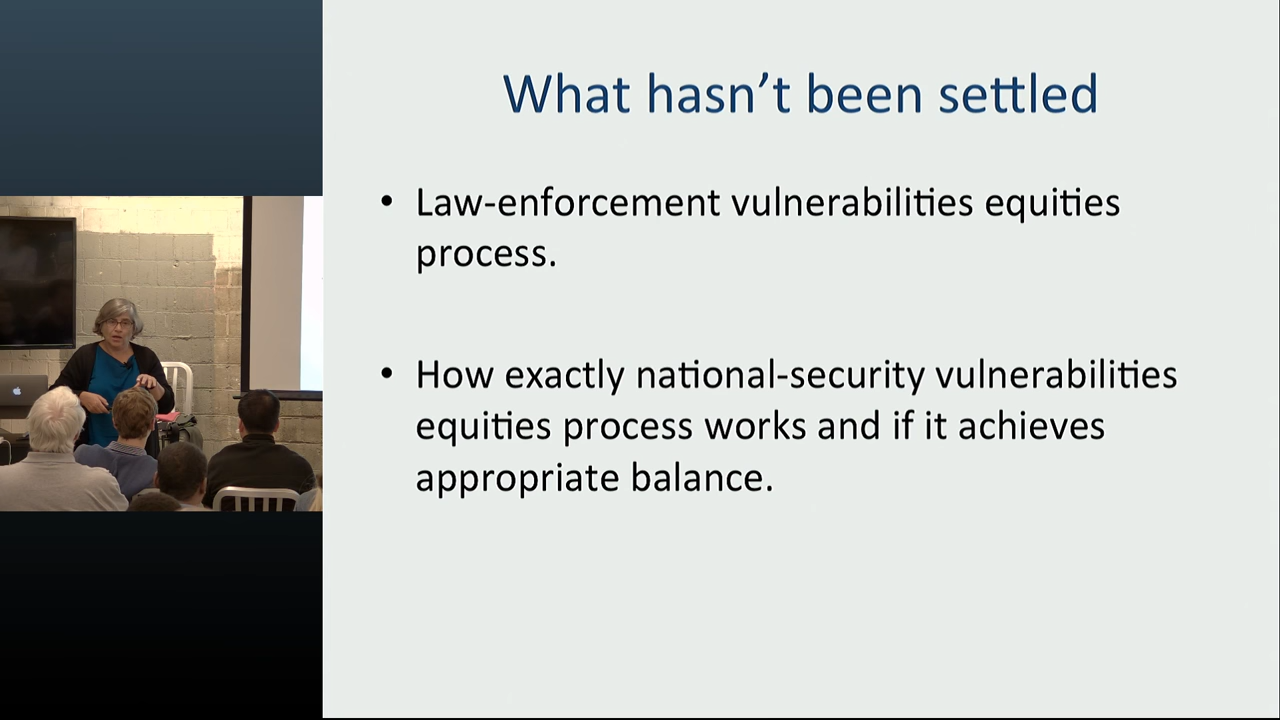 What hasn't been settled
• Law-enforcement vulnerabilities equities
process.
• How exactly national-security vulnerabilities
equities process works and if it achieves
appropriate balance.